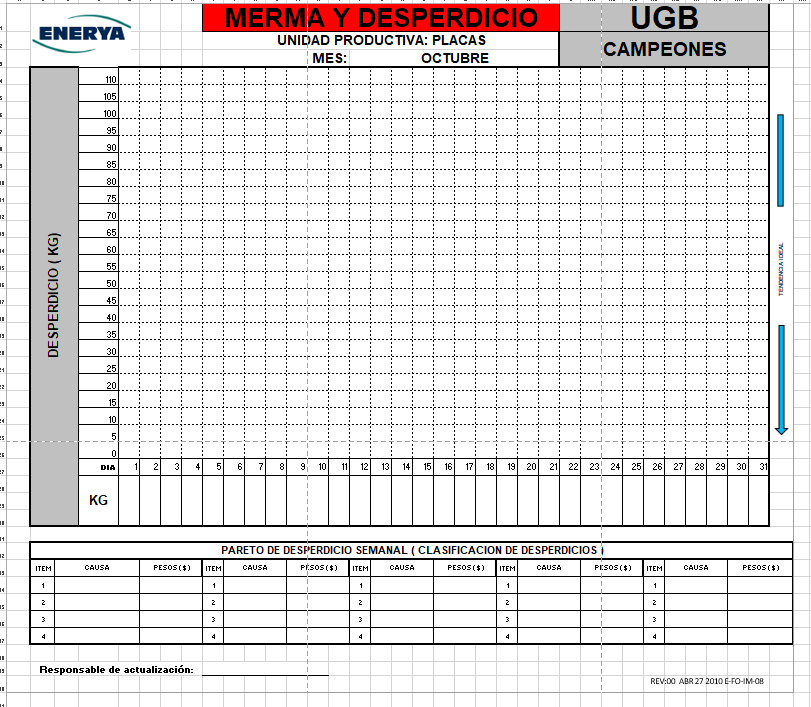 ENERYA
MERMA Y DESPERDICIO
UGB
UNIDAD PRODUCTIVA: PLACAS
CAMPEONES
MES: OCTUBRE
DESPERDICIO ( KG)
110
105
100
95
90
85
80
75
70
65
60
55
50
45
40
35
30
25
20
15
10
5
0
TENDENCIA IDEAL
DIA 1 2 3 4 5 6 7 8 9 10 11 12 13 14 15 16 17 18 19 20 21 22 23 24 25 26 27 28 29 30 31
KG
PARETO DE DESPERDICIO SEMANAL ( CLASIFICACION DE DESPERDICIOS )
ITEM CAUSA PESOS ( $ ) ITEM CAUSA PESOS ( $ ) ITEM CAUSA PESOS ( $ ) ITEM CAUSA PESOS ( $ ) ITEM CAUSA PESOS ( $ )
1 1 1 1 1
2 2 2 2 2
3 3 3 3 3
4 4 4 4 4
Responsable de actualización:
REV:00 ABR 27 2010 E-FO-IM-08